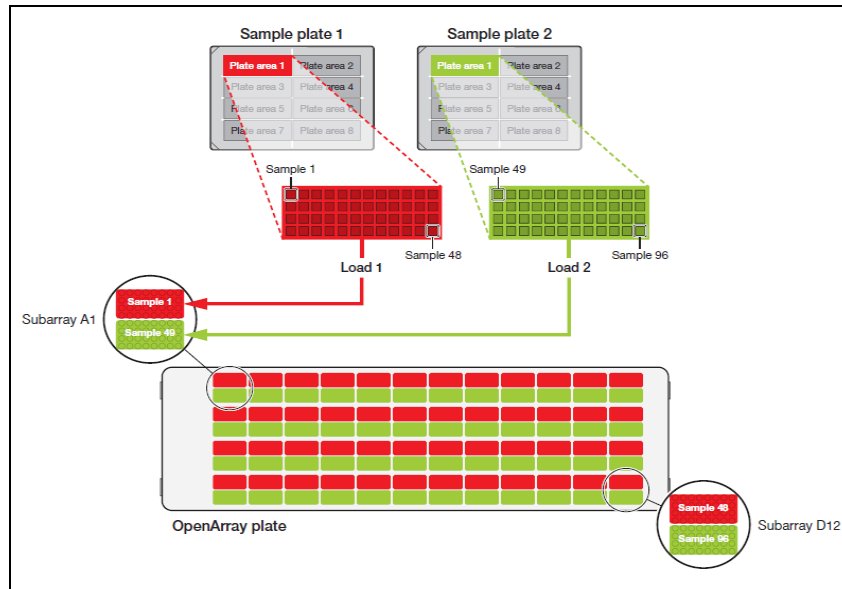 Sample plate 1
Sample plate 2
Plate area 1
Plate area 2
Plate area 3
Plate area 4
Plate area 5
Plate area 6
Plate area 7
Plate area 8
Plate area 1
Plate area 2
Plate area 3
Plate area 4
Plate area 5
Plate area 6
Plate area 7
Plate area 8
Sample 1
Sample 49
Sample 48
Sample 96
Load 1
Load 2
Subarray A1
Sample 1
Sample 49
OpenArray plate
Sample 48
Sample 96
Subarray D12